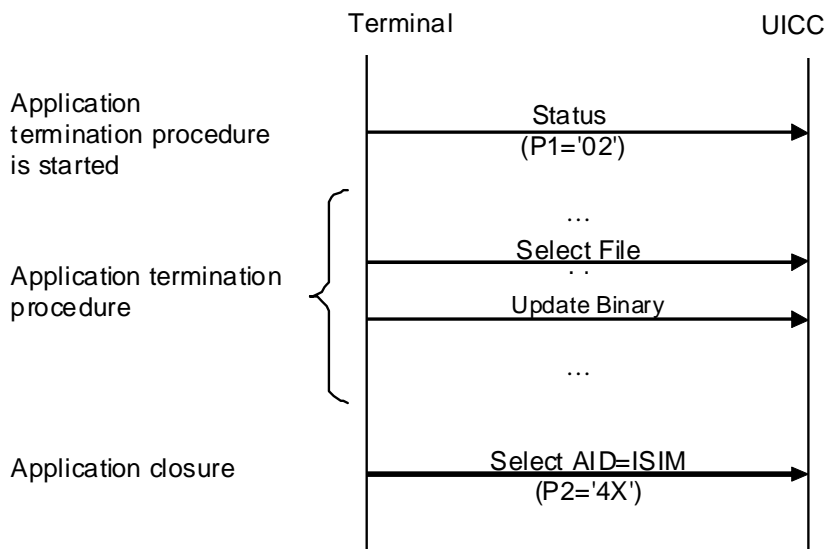 Terminal
UICC
Application
termination procedure
is started
Status
(P1='02')
...
Select File
. .
Application termination
procedure
Update Binary
...
Application closure
Select AID=ISIM
(P2='4X')